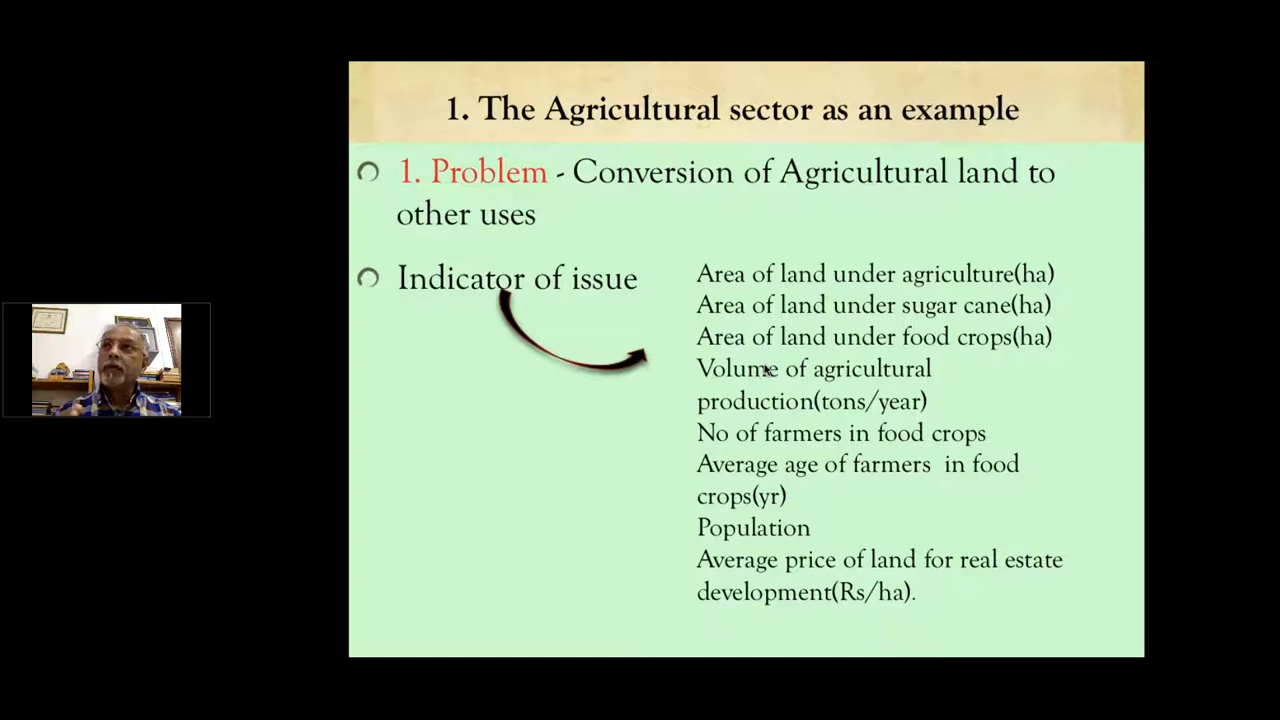 1. The Agricultural sector as an example
1. Problem - Conversion of Agricultural land to
other uses
Indicator of issue
Area of land under agriculture(ha)
Area of land under sugar cane(ha)
Area of land under food crops(ha)
Volume of agricultural
production(tons/year)
No of farmers in food crops
Average age of farmers in food
crops(yr)
Population
Average price of land for real estate
development(Rs/ha).